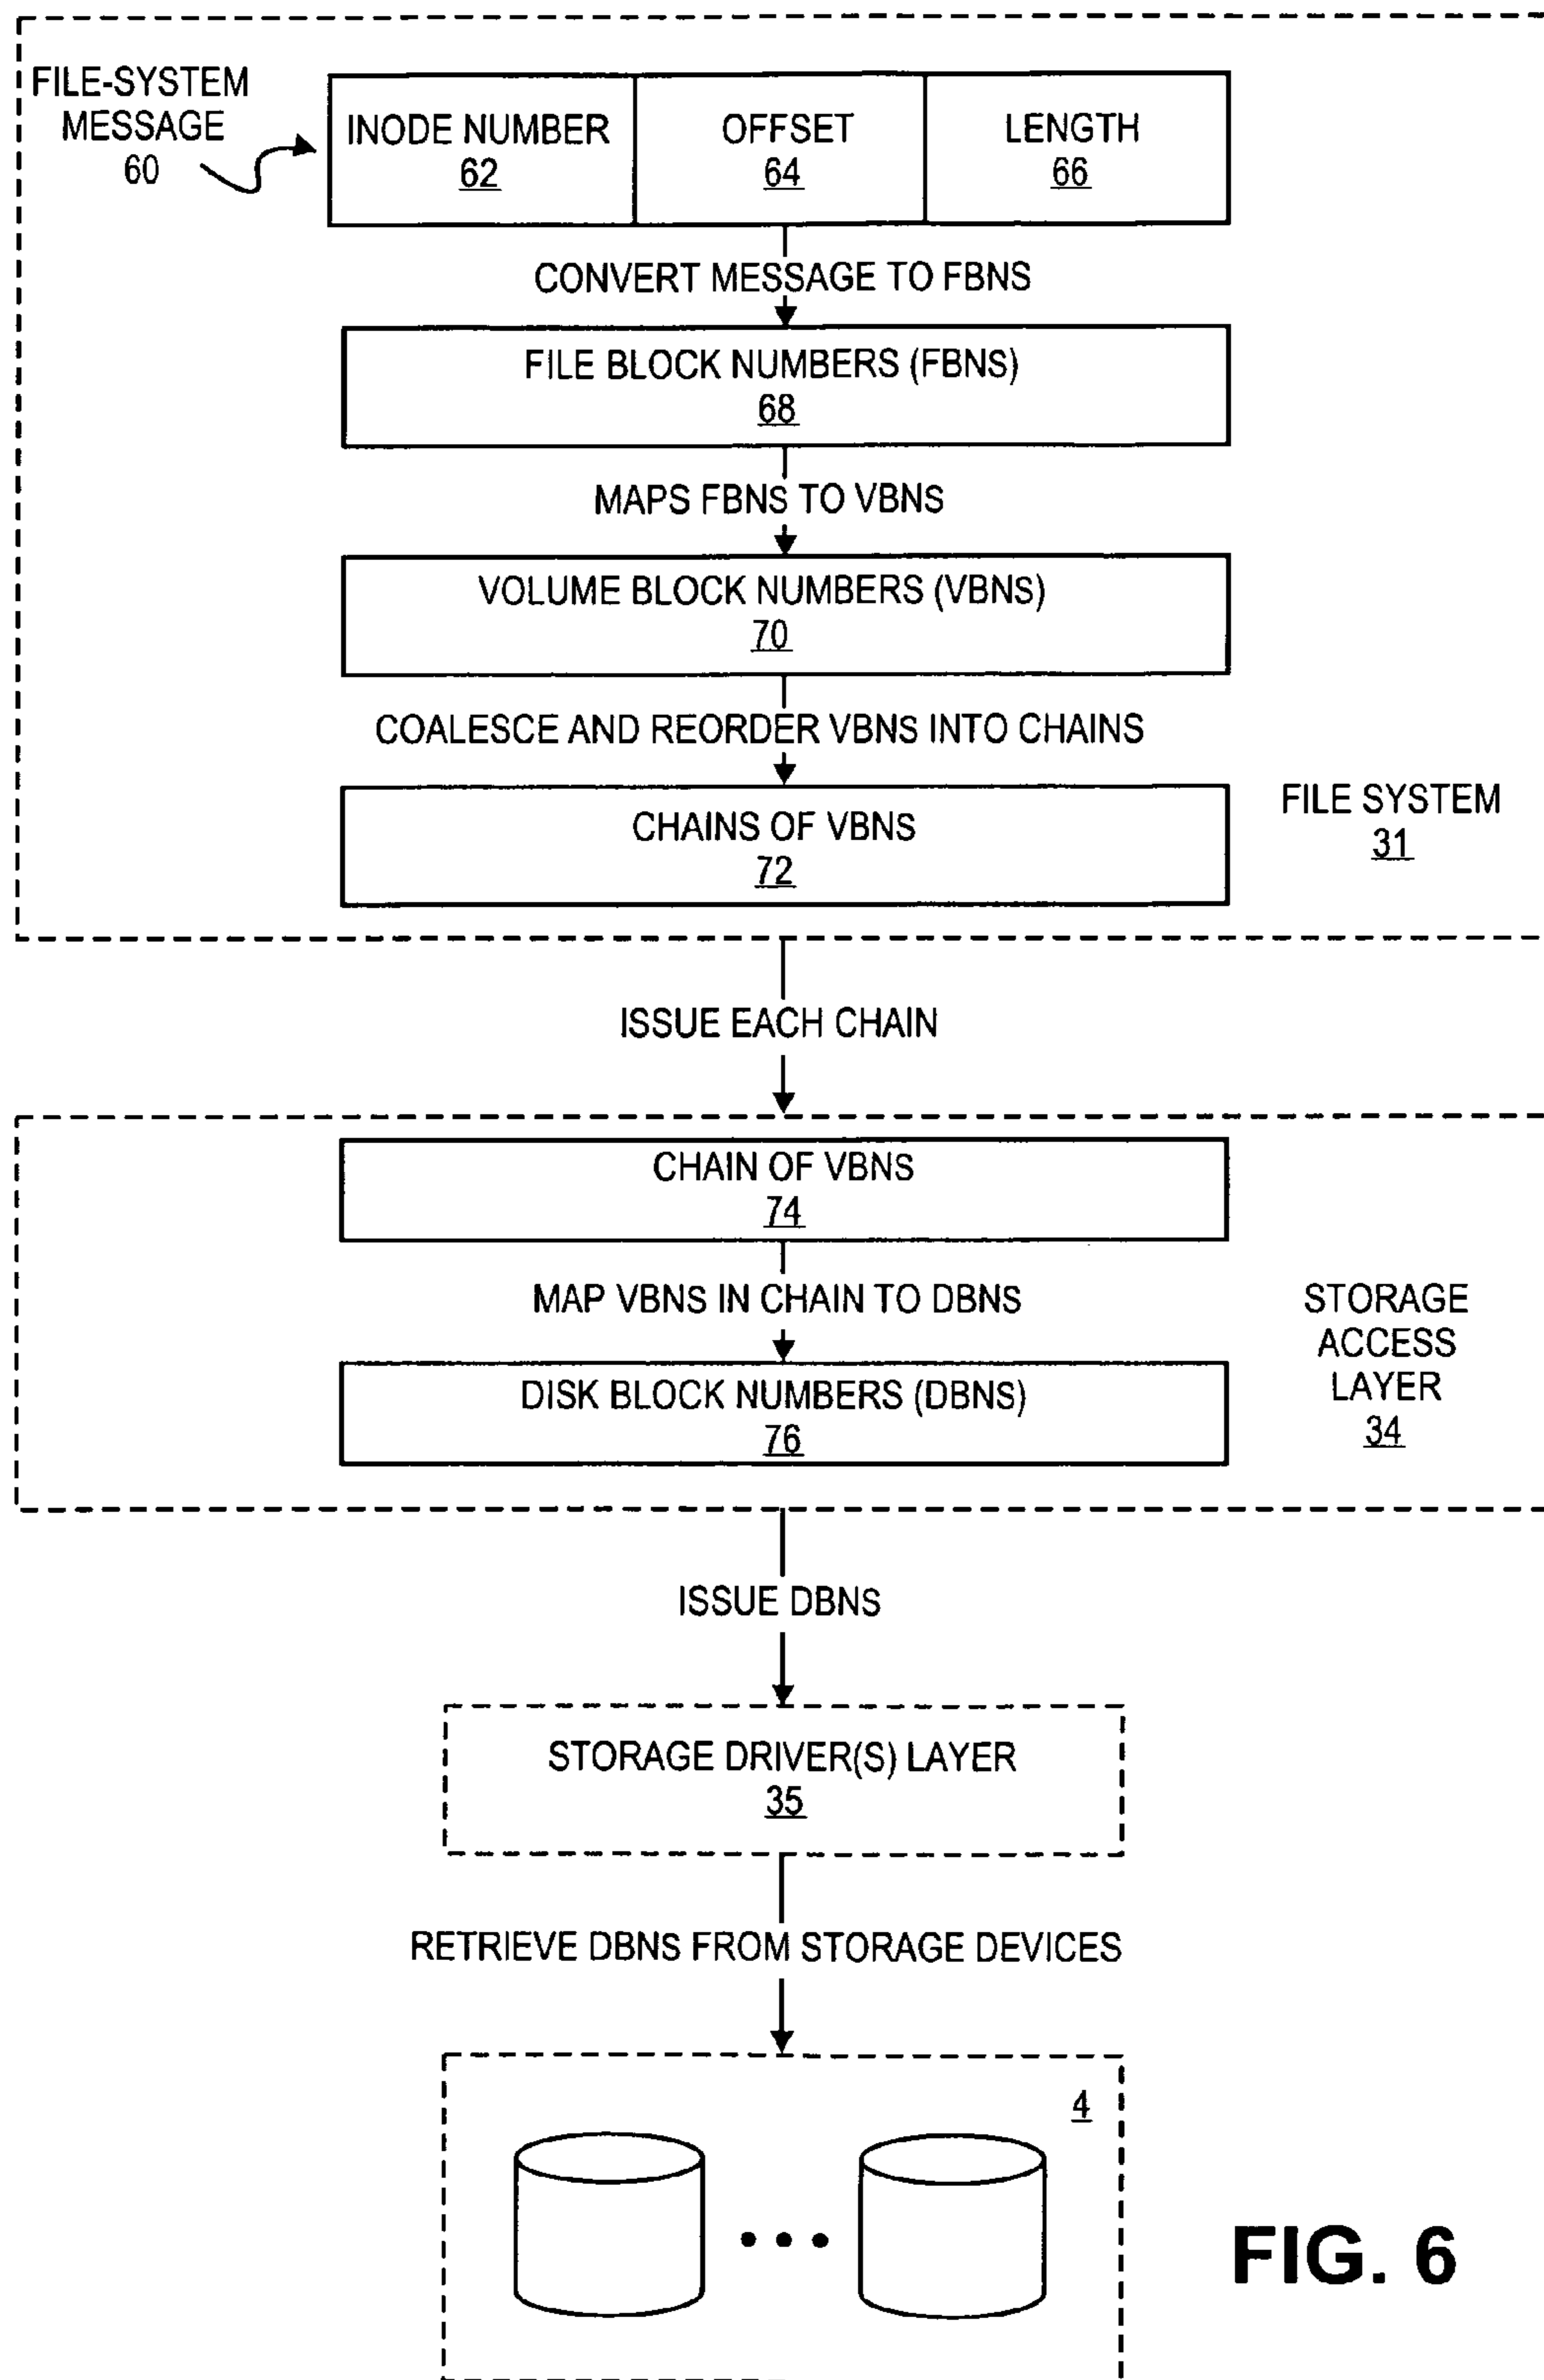 FILE-SYSTEM
MESSAGE
60
INODE NUMBER
62
OFFSET
64
LENGTH
66
CONVERT MESSAGE TO FBNS
FILE BLOCK NUMBERS (FBNS)
68
MAPS FBNS TO VBNS
VOLUME BLOCK NUMBERS (VBNS)
70
COALESCE AND REORDER VBNS INTO CHAINS
CHAINS OF VBNS
72
FILE SYSTEM
31
ISSUE EACH CHAIN
CHAIN OF VBNS
74
MAP VBNS IN CHAIN TO DBNS
DISK BLOCK NUMBERS (DBNS)
76
STORAGE
ACCESS
LAYER
34
ISSUE DBNS
STORAGE DRIVER(S) LAYER
35
RETRIEVE DBNS FROM STORAGE DEVICES
4
FIG. 6